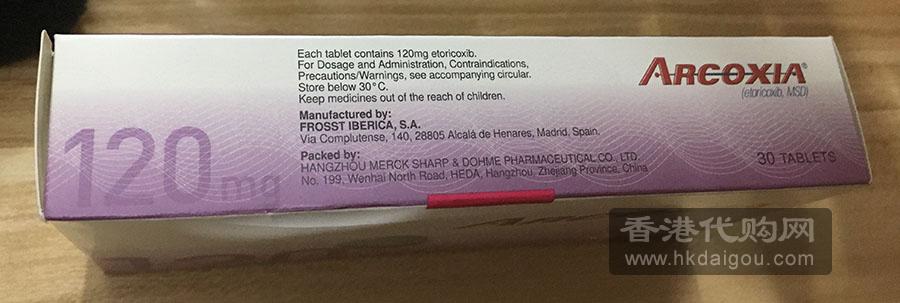 Each tablet contains 120mg etoricoxib.
For Dosage and Administration, Contraindications,
Precautions/Warnings, see accompanying circular.
Store below 30°C.
Keep medicines out of the reach of children.
Manufactured by:
FROSST IBERICA, S.A.
Via Complutense, 140, 28805 Alcalá de Henares, Madrid, Spain.
Packed by:
HANGZHOU MERCK SHARP & DOHME PHARMACEUTICAL CO. LTD.
No. 199, Wenhai North Road, HEDA, Hangzhou, Zhejiang Province, China
120mg
ARCOXIA®
(etoricoxib, MSD)
30 TABLETS
香港代购网
www.hkdaigou.com